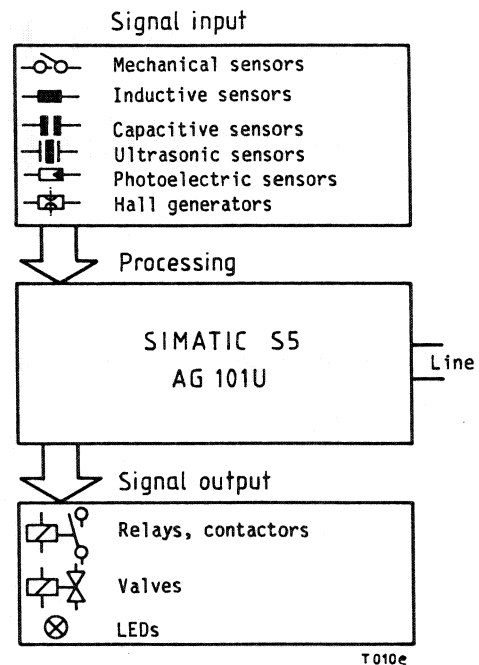 Signal input
Mechanical sensors
Inductive sensors
Capacitive sensors
Ultrasonic sensors
Photoelectric sensors
Hall generators
Processing
SIMATIC S5
AG 101U
Line
Signal output
Relays, contactors
Valves
LEDs
T010e